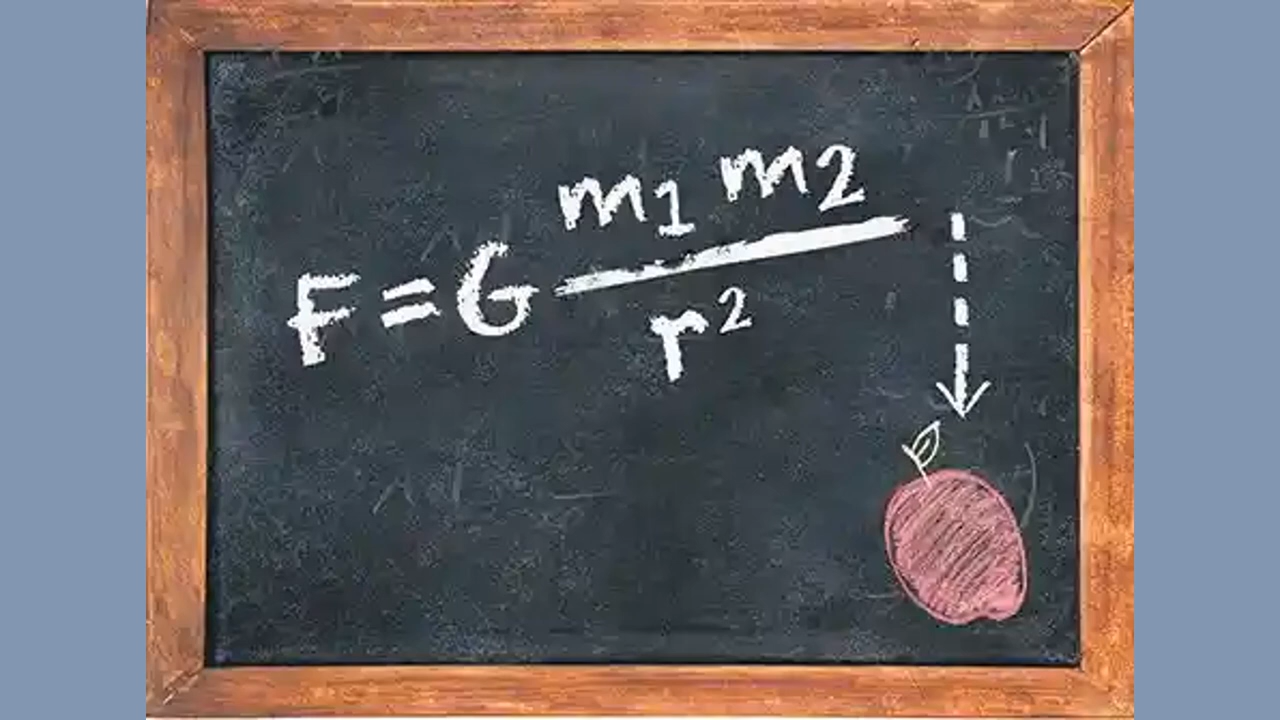 F = G m₁ m₂
r²